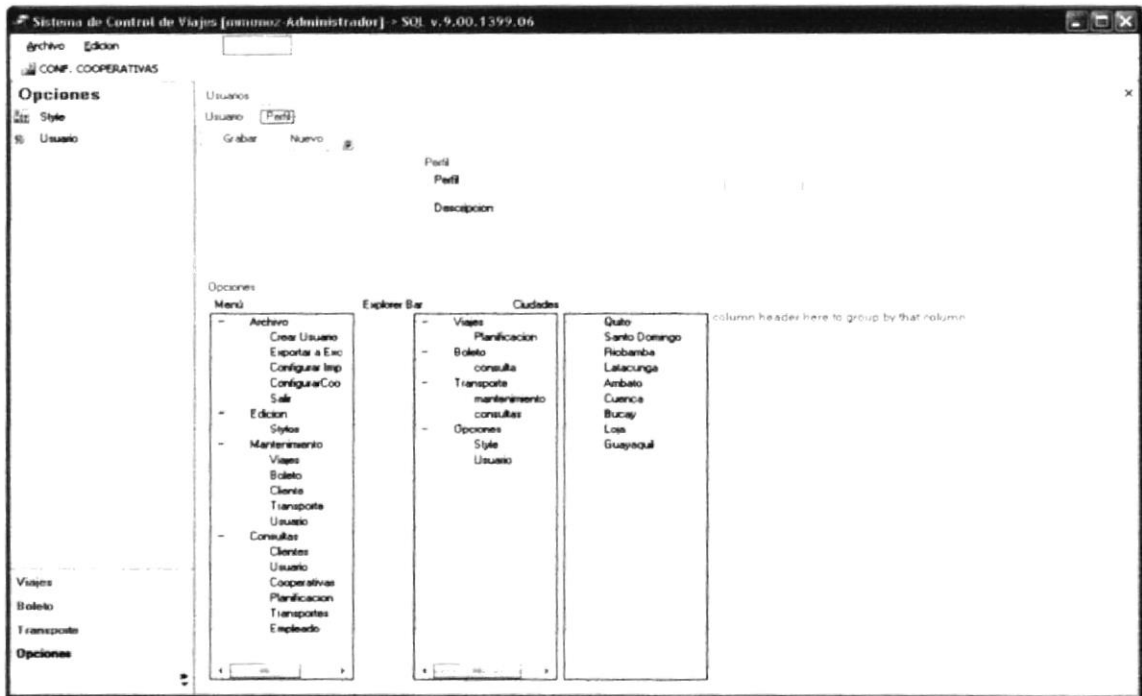 Sistema de Control de Viajes [mmunoz-Administrador]-> SQL v.9.00.1399.06
Archivo Edicion
CONF. COOPERATIVAS
Opciones
Style
Usuario
Usuarios
Usuario Perfil
Grabar Nuevo
Perfil
Perfil
Descripcion
Opciones
Menú Explorer Bar Ciudades
Archivo
Crear Usuario
Exportar a Exc
Configurar Imp
ConfigurarCoo
Salir
Edicion
Stylos
Mantenimiento
Viajes
Boleto
Cliente
Transporte
Usuario
Consultas
Clientes
Usuario
Cooperativas
Planificacion
Transportes
Empleado
Viajes
Planificacion
Boleto
consulta
Transporte
mantenimiento
consultas
Opciones
Style
Usuario
Quito
Santo Domingo
Riobamba
Latacunga
Ambato
Cuenca
Bucay
Loja
Guayaquil
column header here to group by that column
Viajes
Boleto
Transporte
Opciones